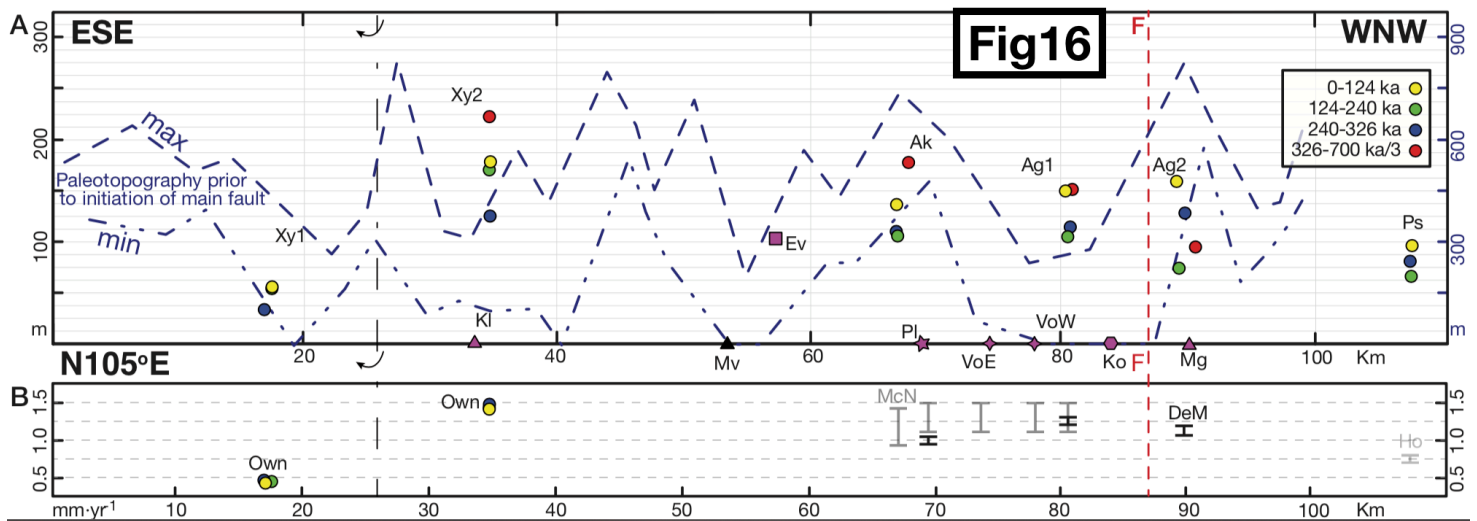 A
ESE
Fig16
F
WNW
300
200
100
m
900
600
300
m
0-124 ka
124-240 ka
240-326 ka
326-700 ka/3
max
Paleotopography prior
to initiation of main fault
min
Xy1
Xy2
Ak
Ag1
Ag2
Ps
Ev
Kl
Pl
VoW
20
40
60
80
100
Km
Mv
VoE
Ko
F
Mg
N105ºE
B
1.5
1.0
0.5
1.5
1.0
0.5
Own
Own
McN
DeM
Ho
mm·yr-1
10
20
30
40
50
60
70
80
90
100
Km